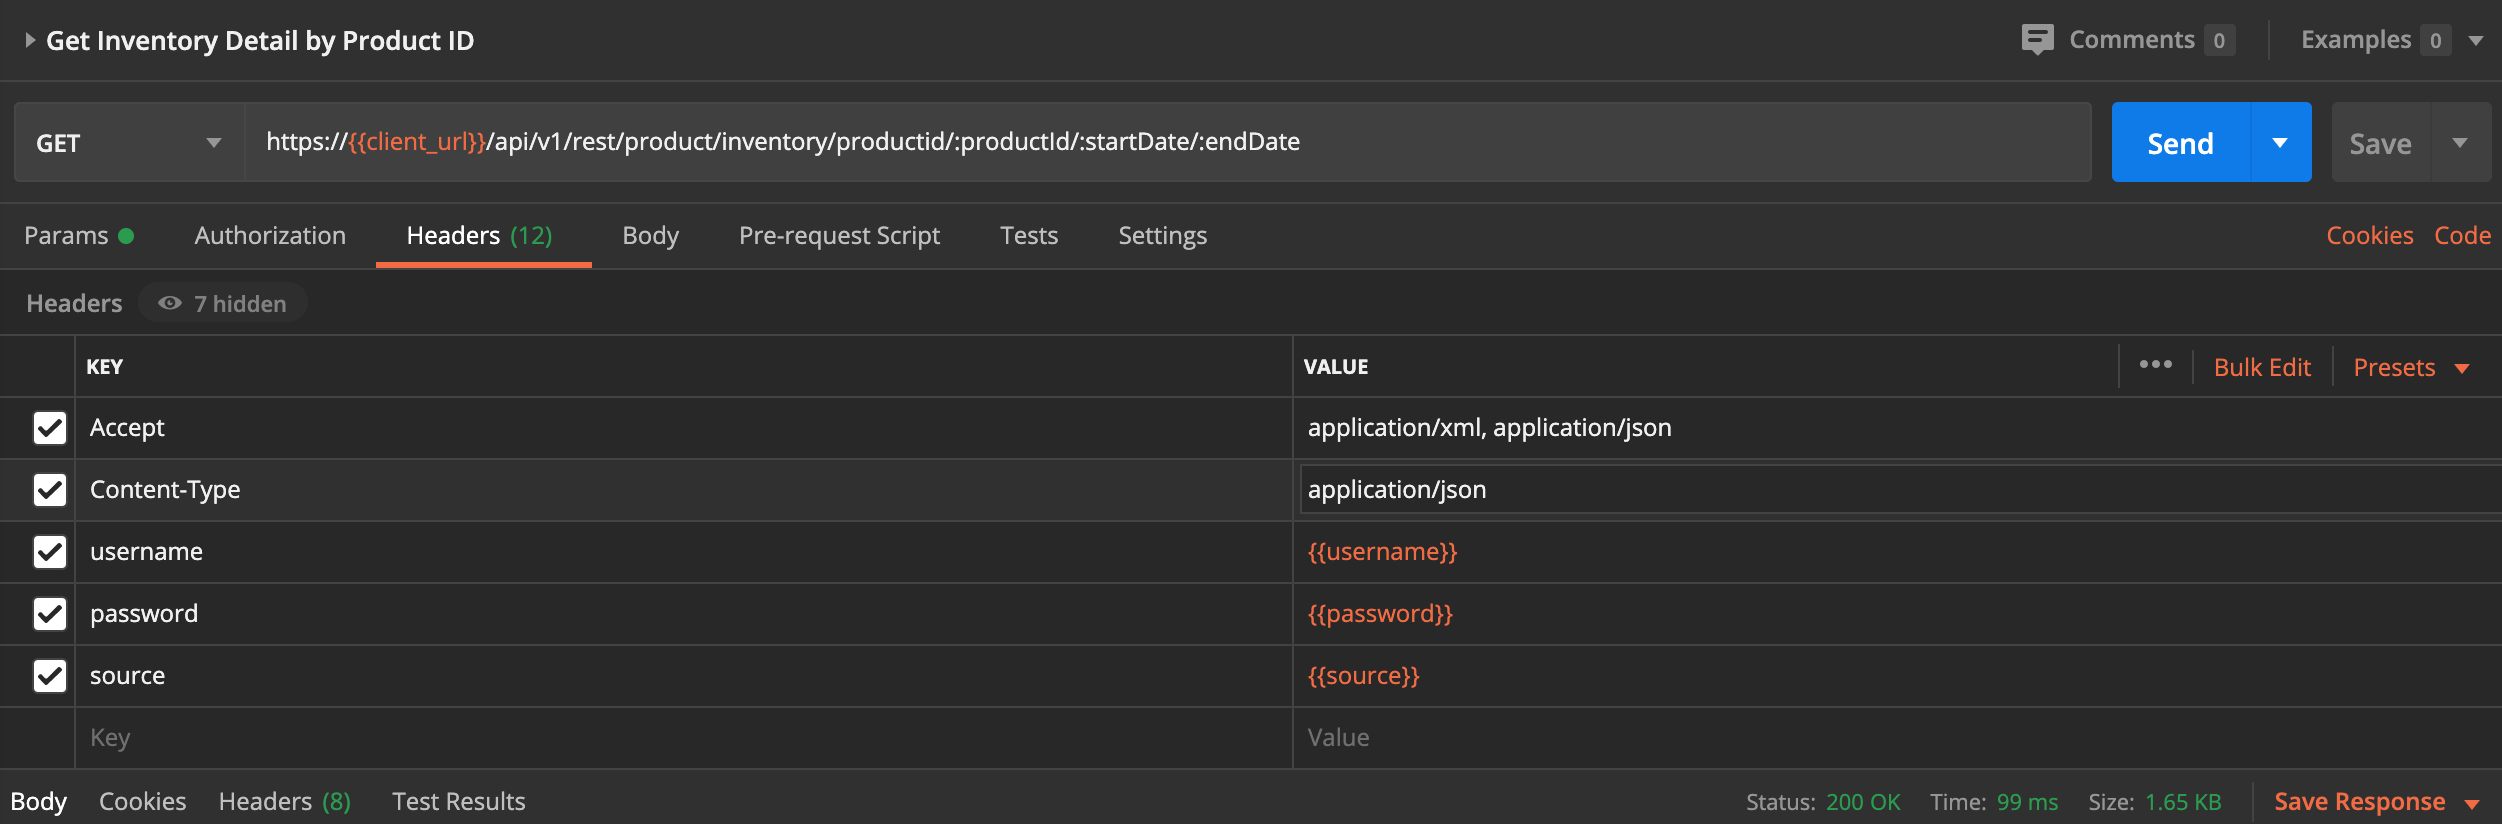 Get Inventory Detail by Product ID
Comments 0 Examples 0
GET https://{{client_url}}/api/v1/rest/product/inventory/productid/:productId/:startDate/:endDate Send Save
Params Authorization Headers (12) Body Pre-request Script Tests Settings Cookies Code
Headers 7 hidden
KEY VALUE ••• Bulk Edit Presets
Accept application/xml, application/json
Content-Type application/json
username {{username}}
password {{password}}
source {{source}}
Key Value
Body Cookies Headers (8) Test Results Status: 200 OK Time: 99 ms Size: 1.65 KB Save Response